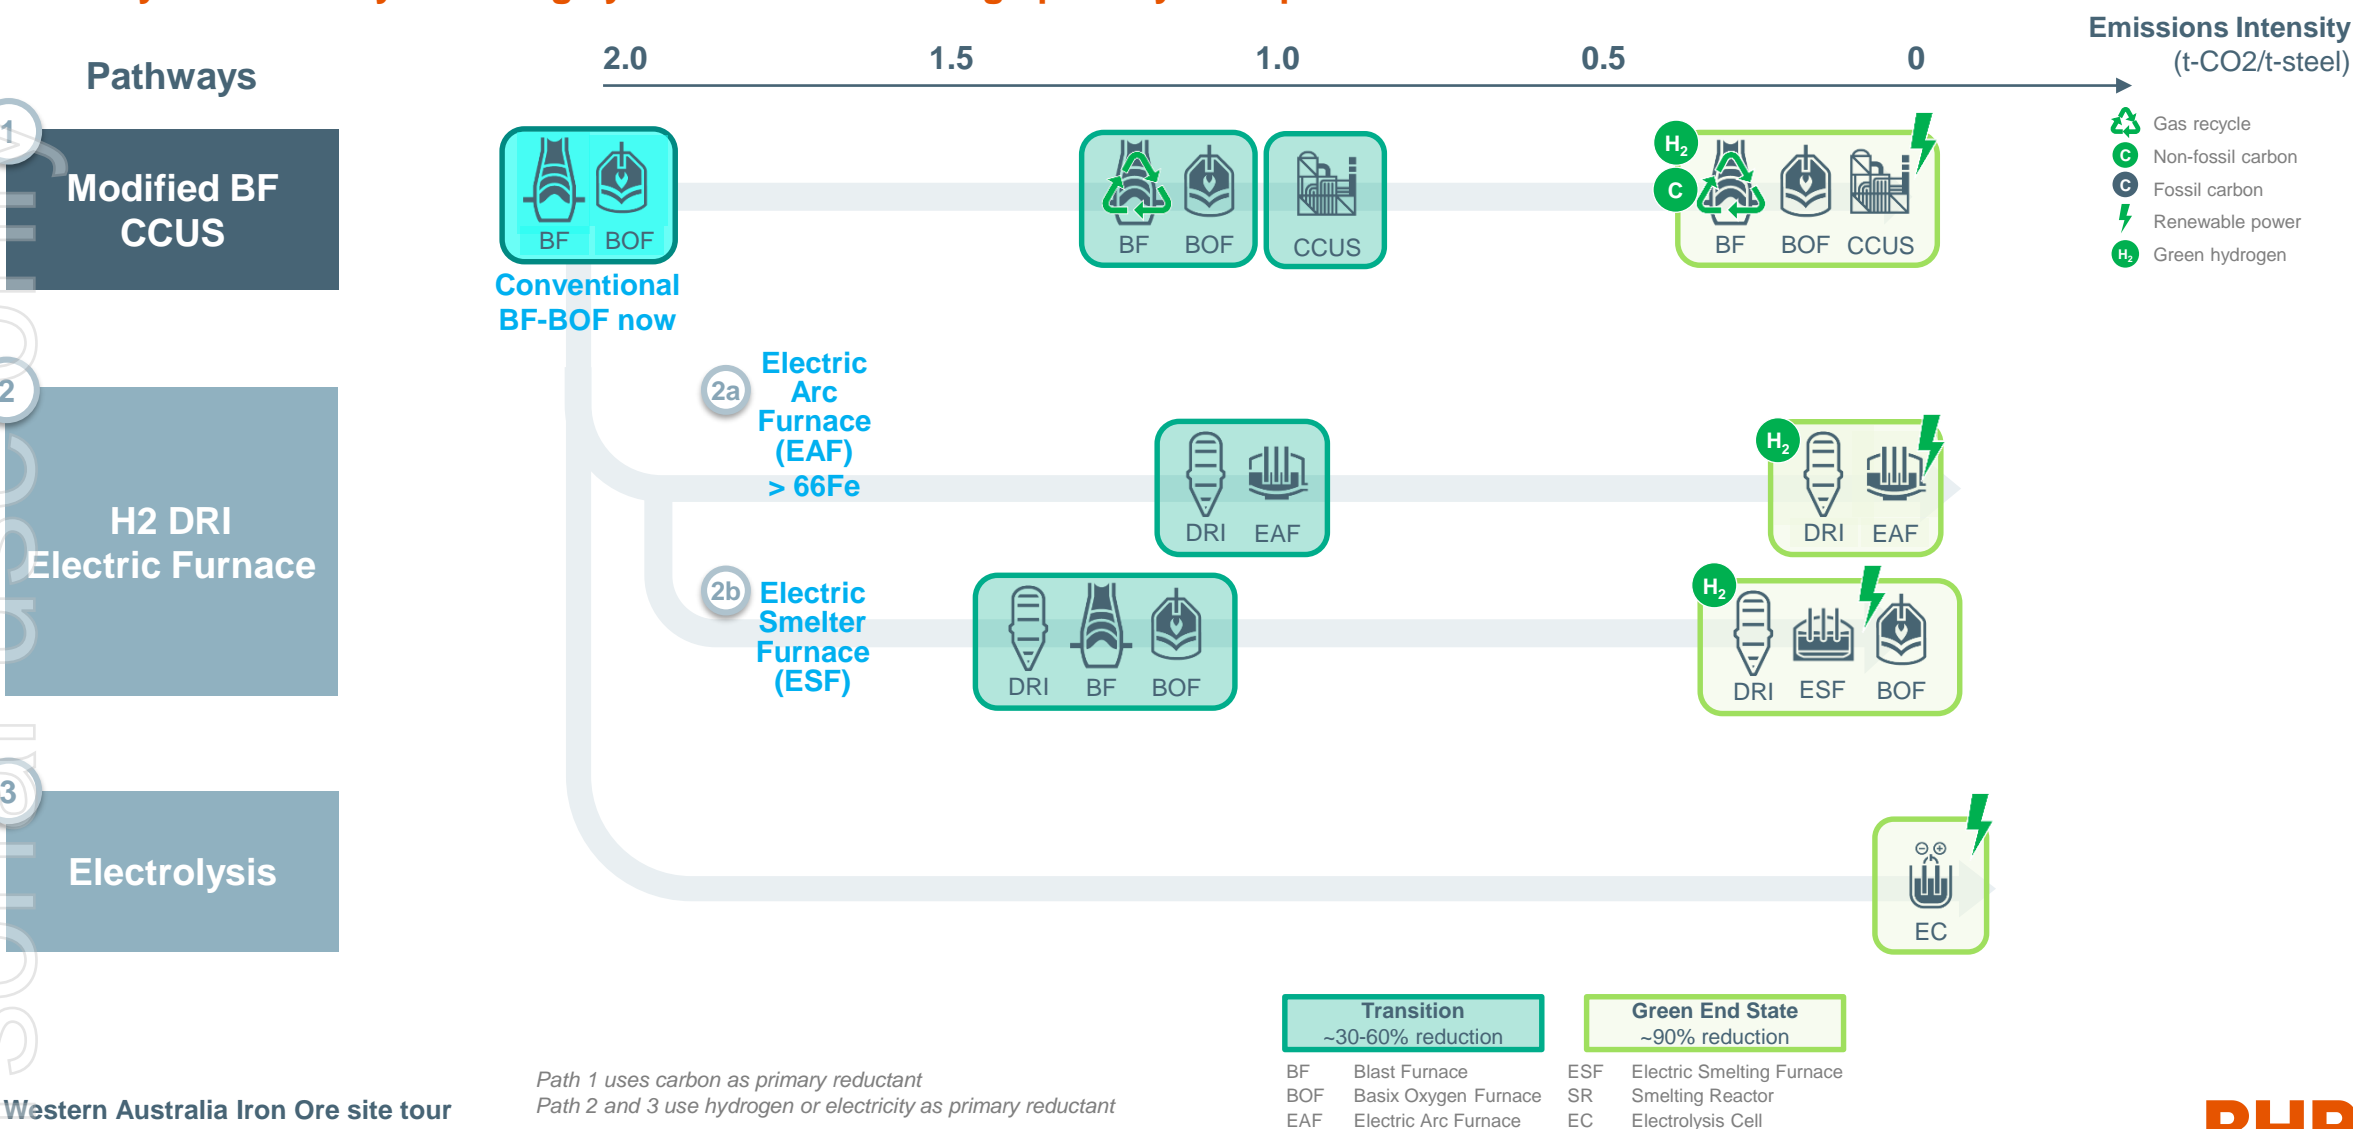 Emissions Intensity
(t-CO2/t-steel)
Pathways
2.0
1.5
1.0
0.5
0
Gas recycle
C
Non-fossil carbon
C
Fossil carbon
Renewable power
H2
Green hydrogen
1
Modified BF
CCUS
BF
BOF
Conventional
BF-BOF now
BF
BOF
CCUS
H2
C
BF
BOF
CCUS
2
H2 DRI
Electric Furnace
2a
Electric
Arc
Furnace
(EAF)
> 66Fe
DRI
EAF
H2
DRI
EAF
2b
Electric
Smelter
Furnace
(ESF)
DRI
BF
BOF
H2
DRI
ESF
BOF
3
Electrolysis
EC
Transition
~30-60% reduction
Green End State
~90% reduction
BF Blast Furnace
BOF Basix Oxygen Furnace
EAF Electric Arc Furnace
ESF Electric Smelting Furnace
SR Smelting Reactor
EC Electrolysis Cell
Path 1 uses carbon as primary reductant
Path 2 and 3 use hydrogen or electricity as primary reductant
Western Australia Iron Ore site tour
BHP